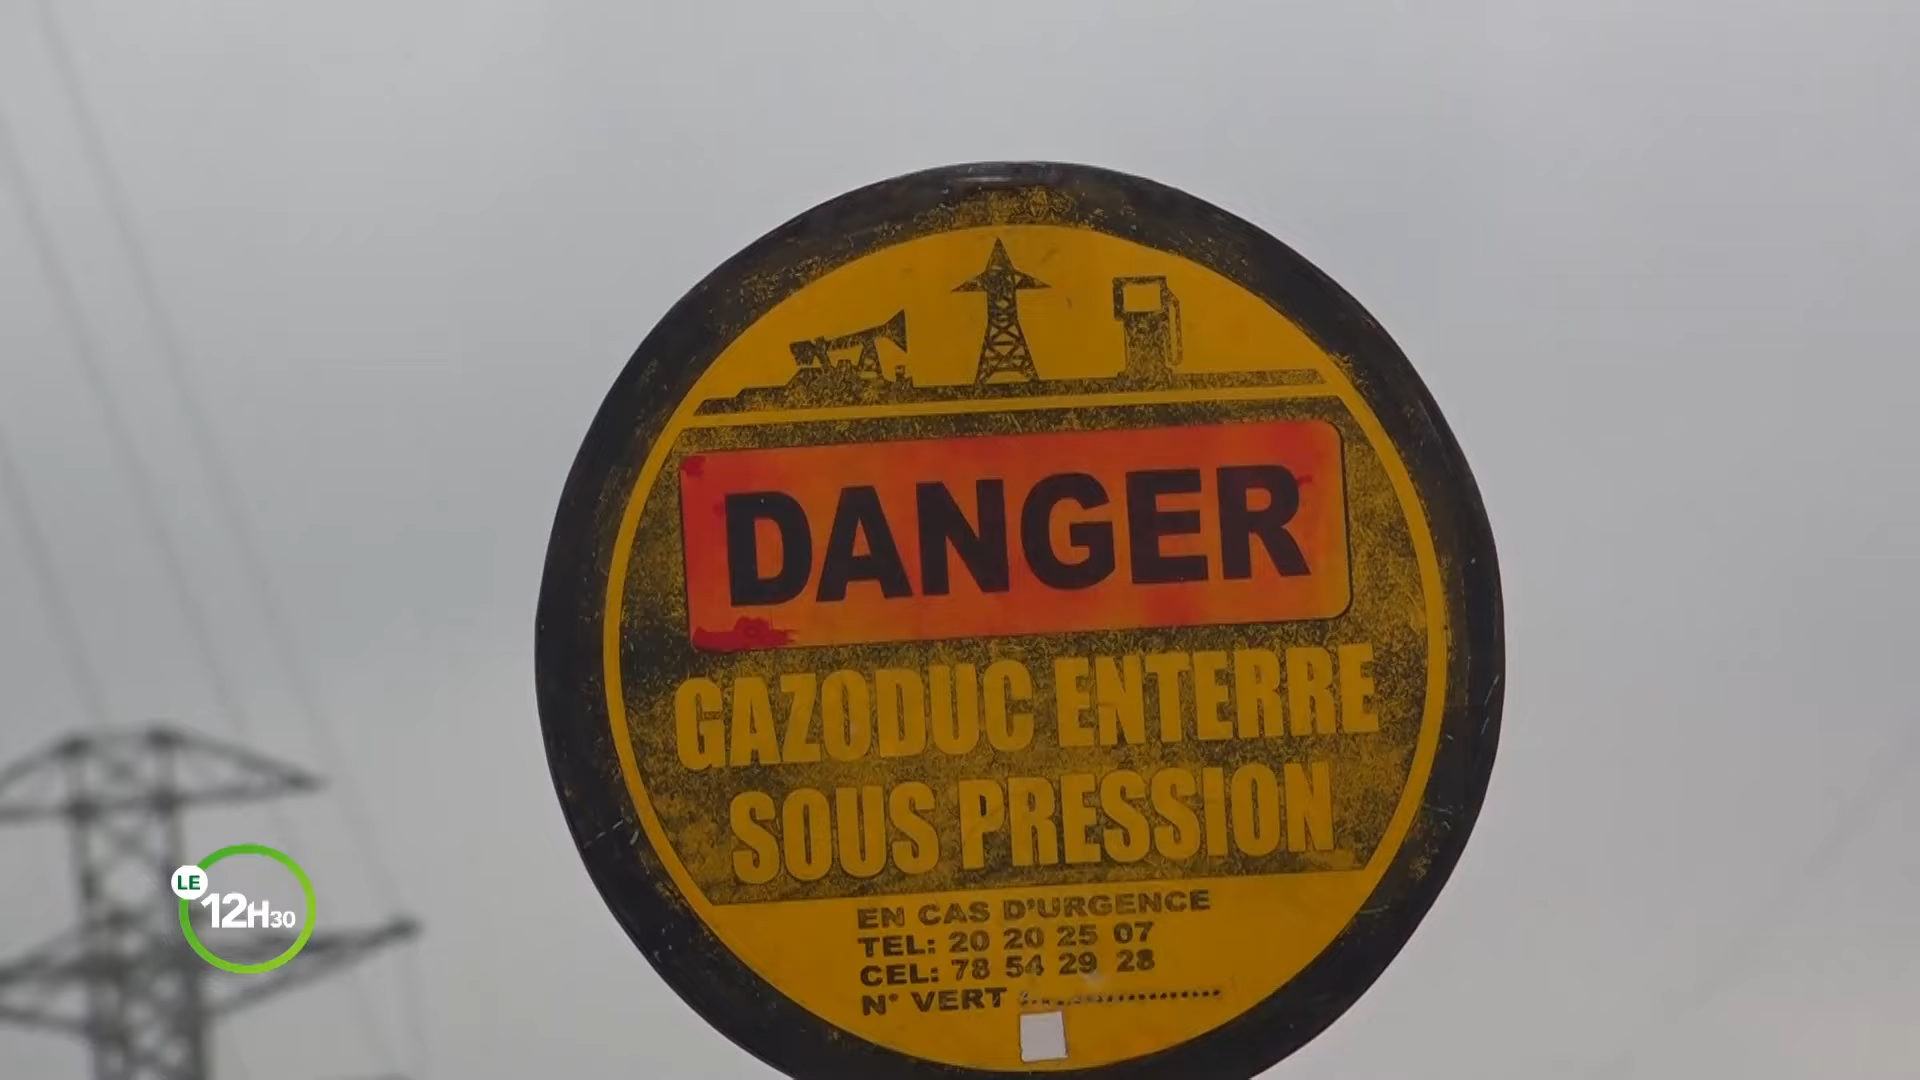 DANGER
GAZODUC ENTERRE
SOUS PRESSION
EN CAS D'URGENCE
TEL: 20 20 25 07
CEL: 78 54 29 28
N° VERT :....................
LE
12H30